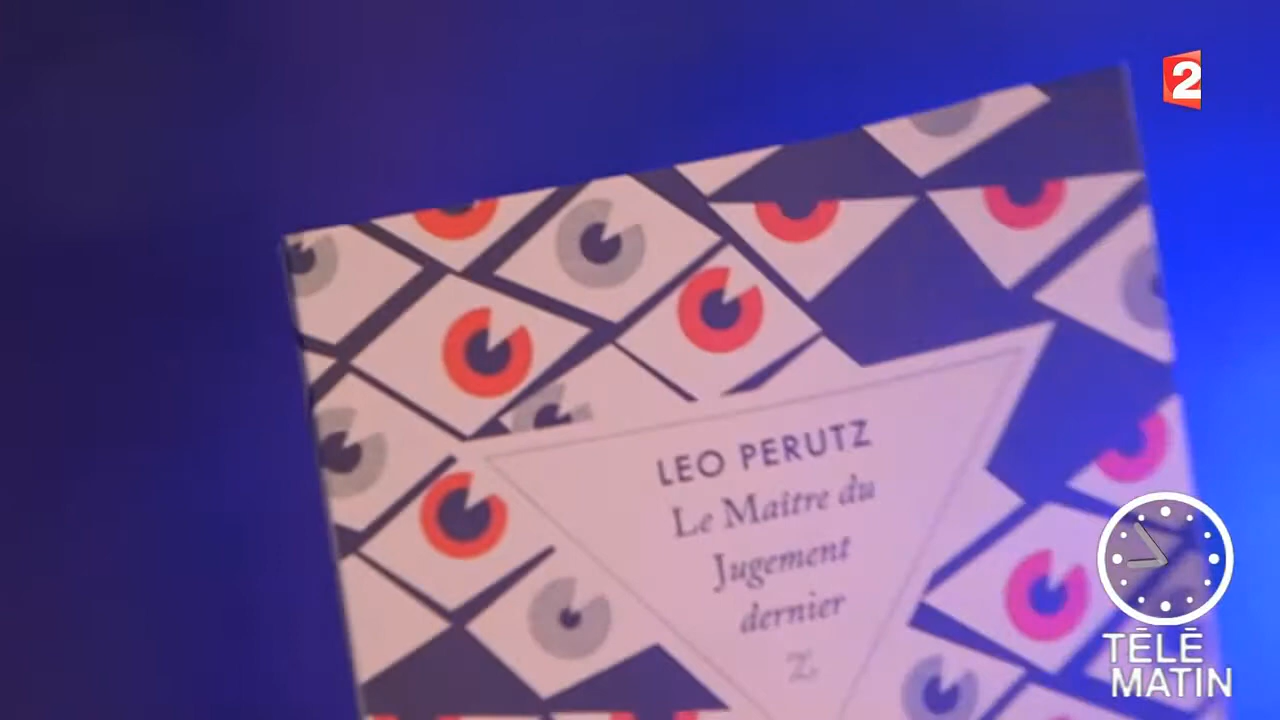 2
LEO PERUTZ
Le Maître du
Jugement
dernier
Z
TÉLÉ
MATIN